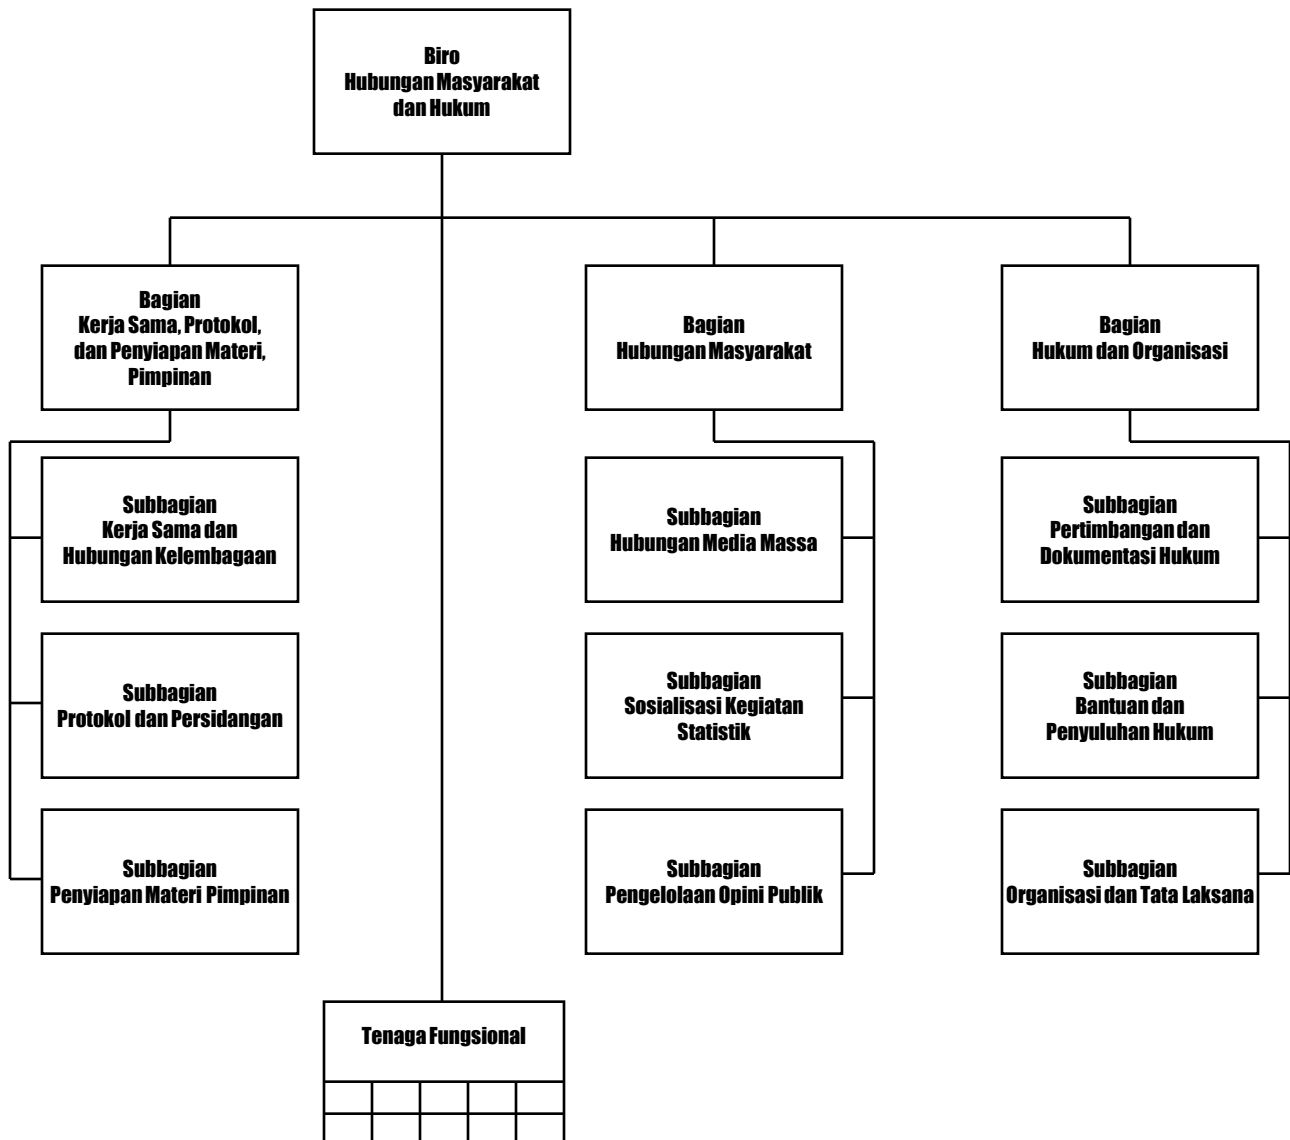 Biro
Hubungan Masyarakat
dan Hukum
Bagian
Kerja Sama, Protokol,
dan Penyiapan Materi,
Pimpinan
Bagian
Hubungan Masyarakat
Bagian
Hukum dan Organisasi
Subbagian
Kerja Sama dan
Hubungan Kelembagaan
Subbagian
Hubungan Media Massa
Subbagian
Pertimbangan dan
Dokumentasi Hukum
Subbagian
Protokol dan Persidangan
Subbagian
Sosialisasi Kegiatan
Statistik
Subbagian
Bantuan dan
Penyuluhan Hukum
Subbagian
Penyiapan Materi Pimpinan
Subbagian
Pengelolaan Opini Publik
Subbagian
Organisasi dan Tata Laksana
Tenaga Fungsional